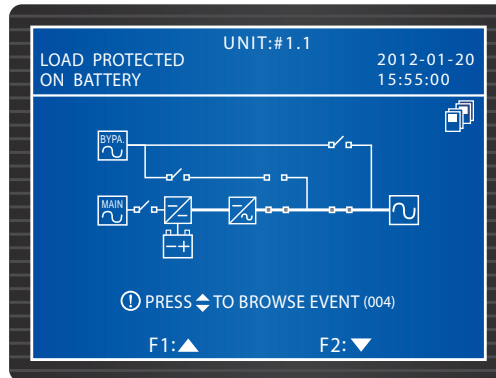 UNIT:#1.1
LOAD PROTECTED
ON BATTERY
2012-01-20
15:55:00
BYPA.
MAIN
PRESS TO BROWSE EVENT (004)
F1: F2: